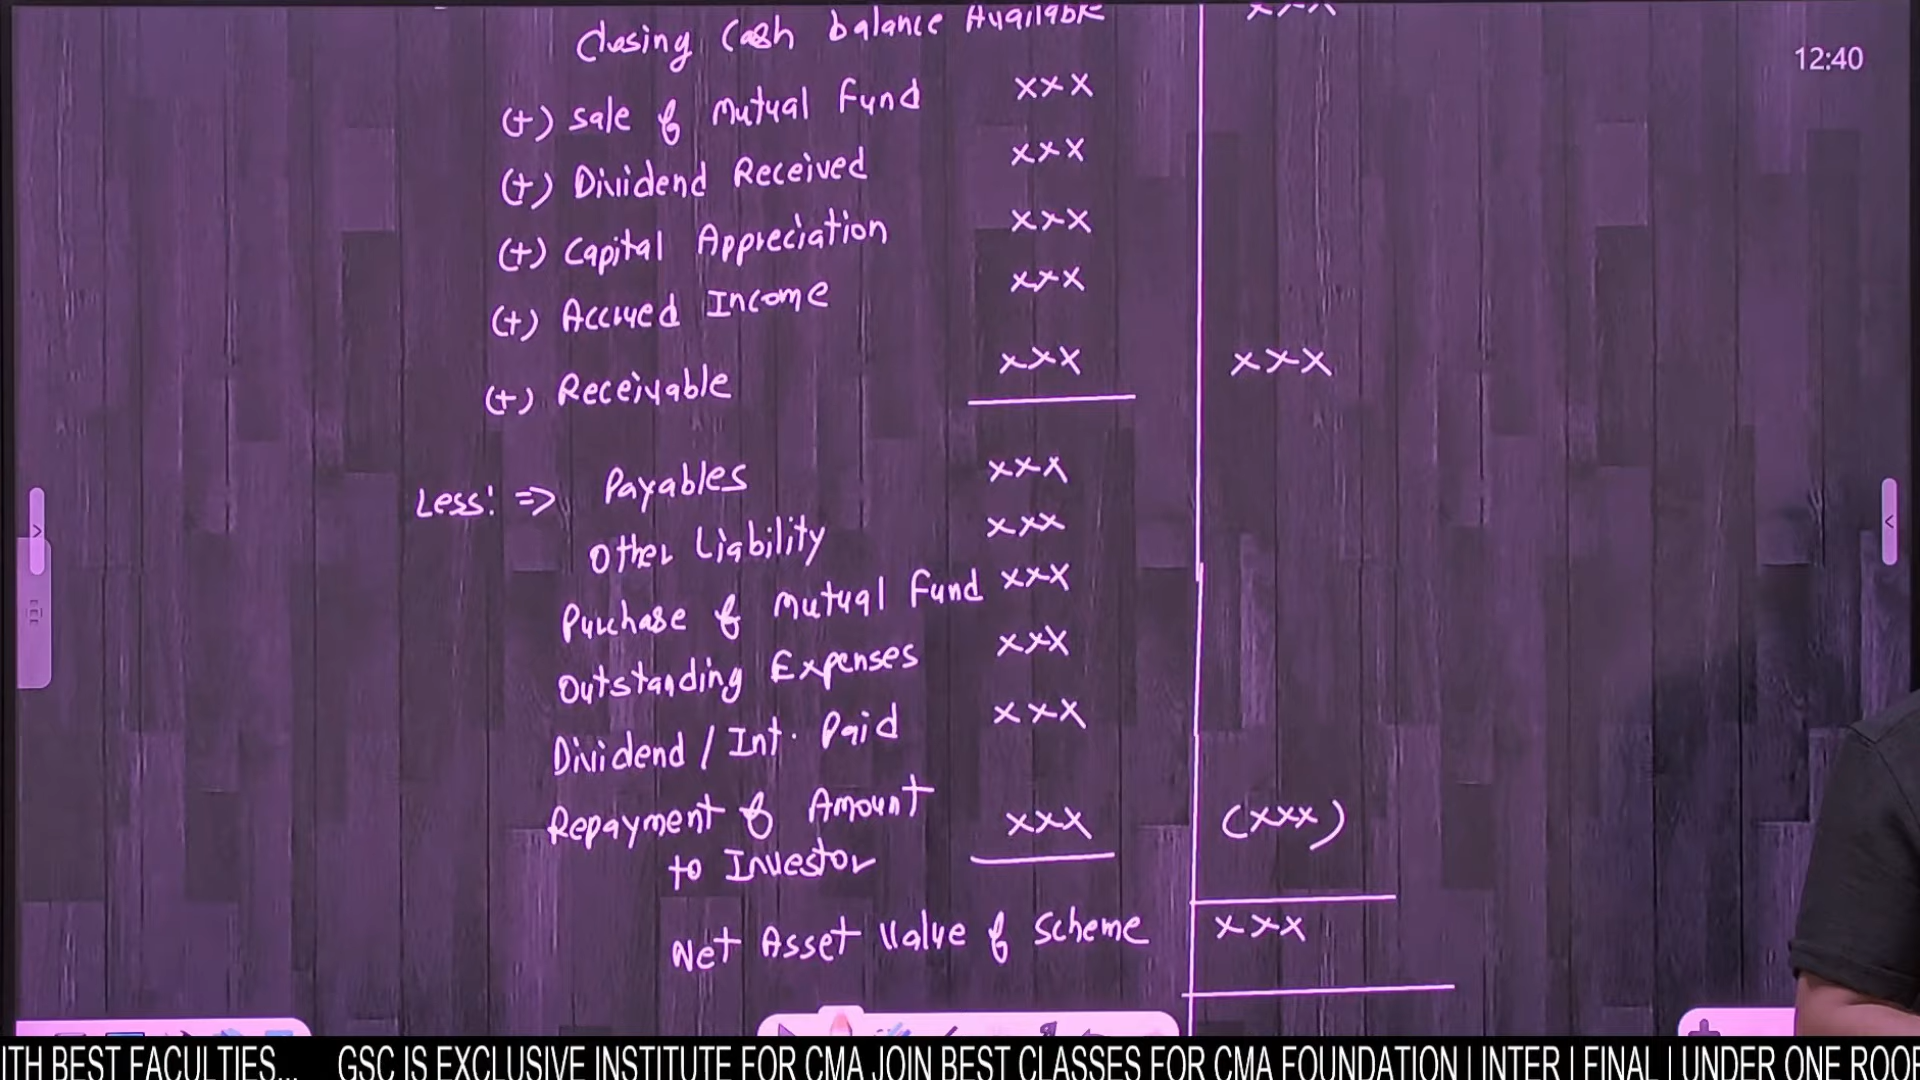 Closing Cash balance Available xxx
12:40
(+) Sale of Mutual Fund xxx
(+) Dividend Received xxx
(+) Capital Appreciation xxx
(+) Accrued Income xxx
(+) Receivable xxx xxx
Less: => Payables xxx
Other Liability xxx
Purchase of Mutual Fund xxx
Outstanding Expenses xxx
Dividend / Int. Paid xxx
Repayment of Amount xxx (xxx)
to Investor
Net Asset Value of Scheme xxx
ITH BEST FACULTIES... GSC IS EXCLUSIVE INSTITUTE FOR CMA JOIN BEST CLASSES FOR CMA FOUNDATION | INTER | FINAL | UNDER ONE ROOF